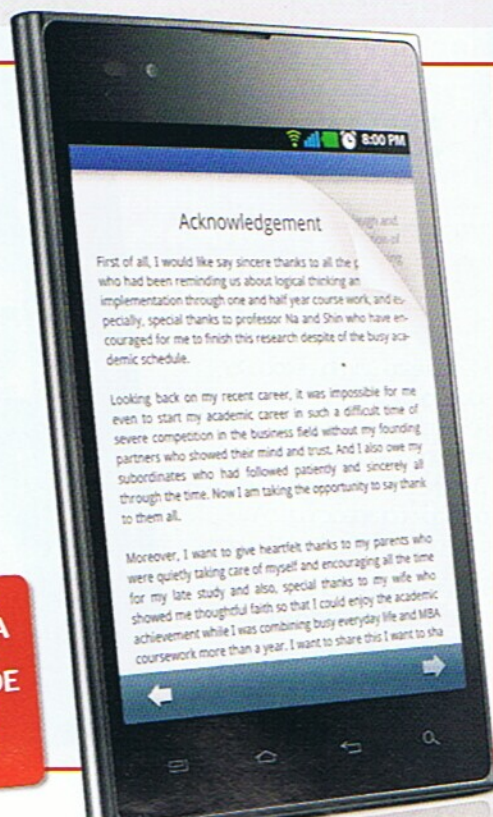 8:00 PM
Acknowledgement
First of all, I would like say sincere thanks to all the p
who had been reminding us about logical thinking an
implementation through one and half year course work, and es-
pecially, special thanks to professor Na and Shin who have en-
couraged for me to finish this research despite of the busy aca-
demic schedule.
Looking back on my recent career, it was impossible for me
even to start my academic career in such a difficult time of
severe competition in the business field without my founding
partners who showed their mind and trust. And I also owe my
subordinates who had followed patiently and sincerely all
through the time. Now I am taking the opportunity to say thank
to them all.
Moreover, I want to give heartfelt thanks to my parents who
were quietly taking care of myself and encouraging all the time
for my late study and also, special thanks to my wife who
showed me thoughtful faith so that I could enjoy the academic
achievement while I was combining busy everyday life and MBA
coursework more than a year. I want to share this I want to sha
A
DE